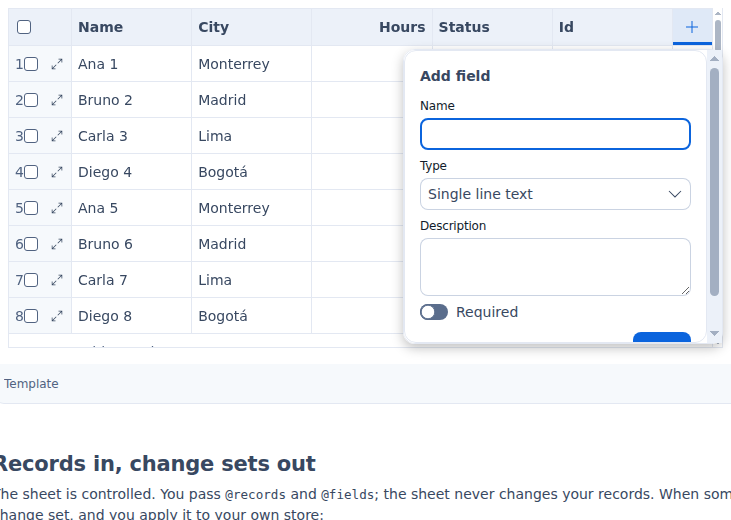 Name City Hours Status Id +
1 Ana 1 Monterrey
2 Bruno 2 Madrid
3 Carla 3 Lima
4 Diego 4 Bogotá
5 Ana 5 Monterrey
6 Bruno 6 Madrid
7 Carla 7 Lima
8 Diego 8 Bogotá
Add field
Name
Type
Single line text
Description
Required
Template
Records in, change sets out
The sheet is controlled. You pass @records and @fields; the sheet never changes your records. When
change set, and you apply it to your own store: